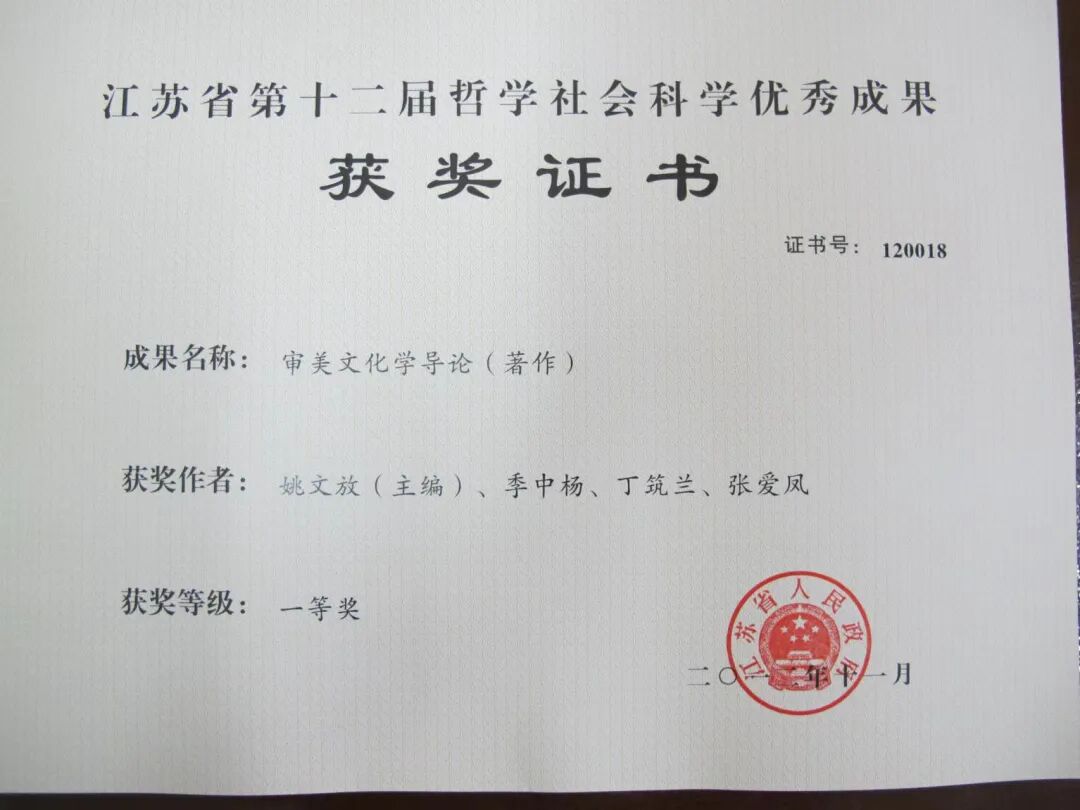 江苏省第十二届哲学社会科学优秀成果
获奖证书
证书号：120018
成果名称：审美文化学导论（著作）
获奖作者：姚文放（主编）、季中杨、丁筑兰、张爱凤
获奖等级：一等奖
江苏省人民政府
二〇一二年十一月